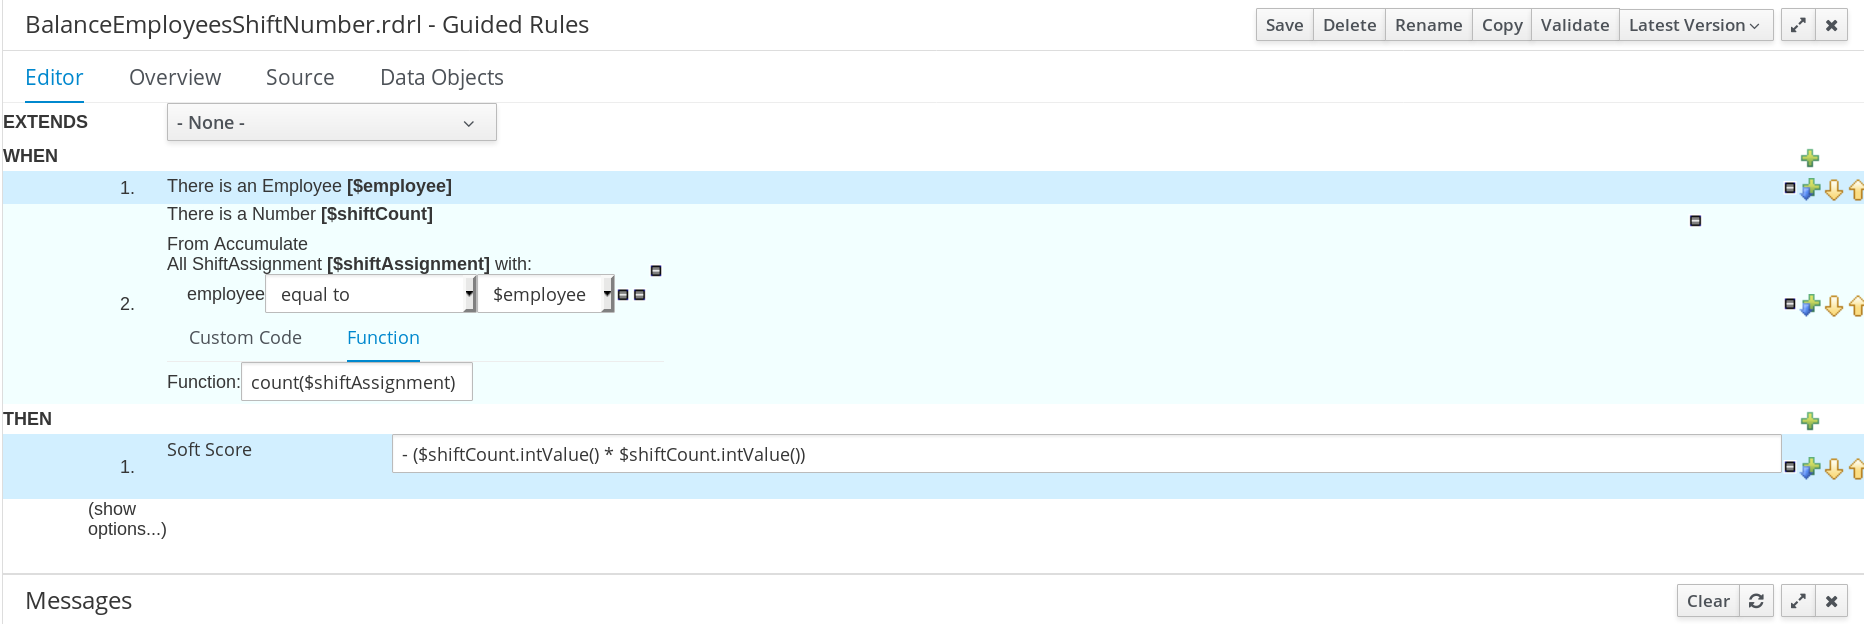 BalanceEmployeesShiftNumber.rdrl - Guided Rules
Save Delete Rename Copy Validate Latest Version
Editor Overview Source Data Objects
EXTENDS - None -
WHEN
1. There is an Employee [$employee]
There is a Number [$shiftCount]
From Accumulate
All ShiftAssignment [$shiftAssignment] with:
2. employee equal to $employee
Custom Code Function
Function: count($shiftAssignment)
THEN
1. Soft Score - ($shiftCount.intValue() * $shiftCount.intValue())
(show
options...)
Messages Clear